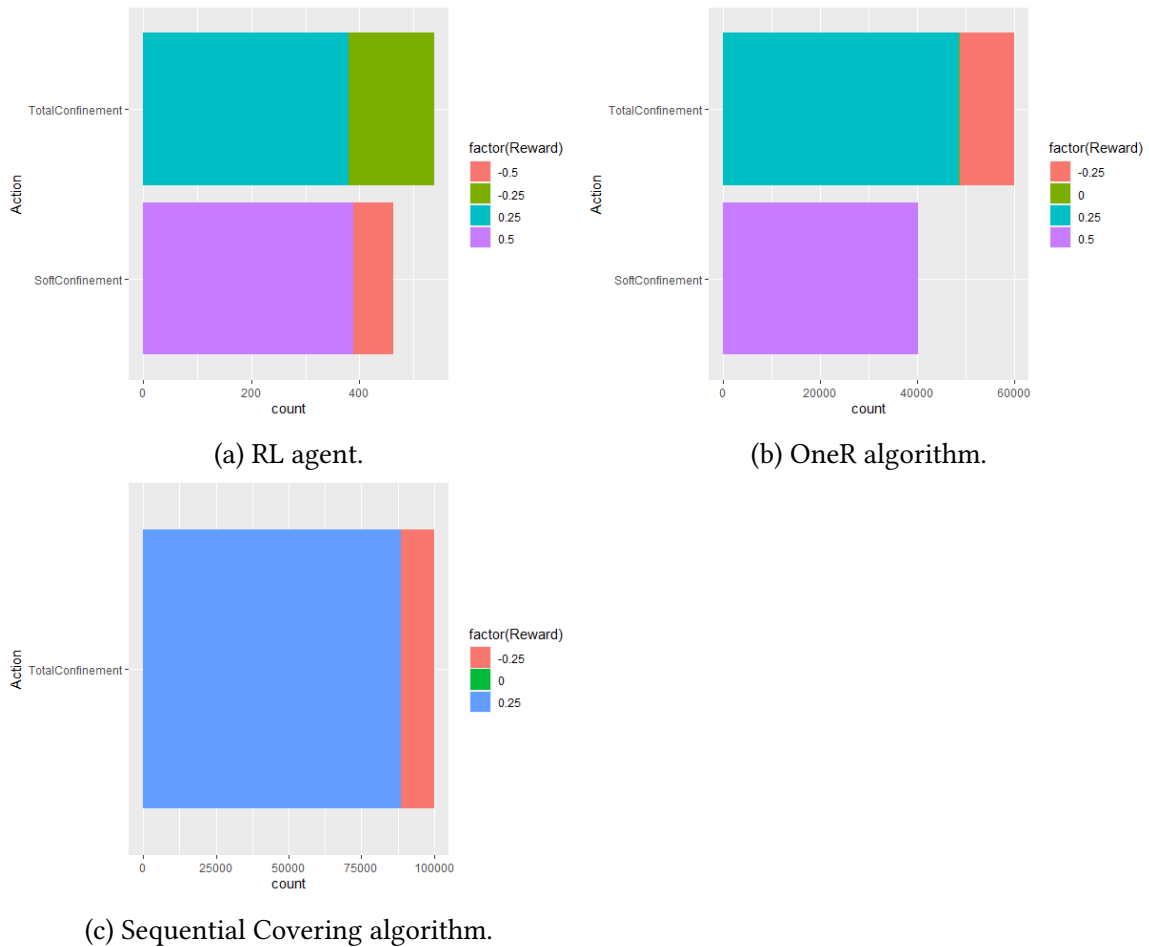 TotalConfinement
SoftConfinement
Action
0 200 400
count
factor(Reward)
-0.5
-0.25
0.25
0.5
(a) RL agent.
TotalConfinement
SoftConfinement
Action
0 20000 40000 60000
count
factor(Reward)
-0.25
0
0.25
0.5
(b) OneR algorithm.
TotalConfinement
Action
0 25000 50000 75000 100000
count
factor(Reward)
-0.25
0
0.25
(c) Sequential Covering algorithm.